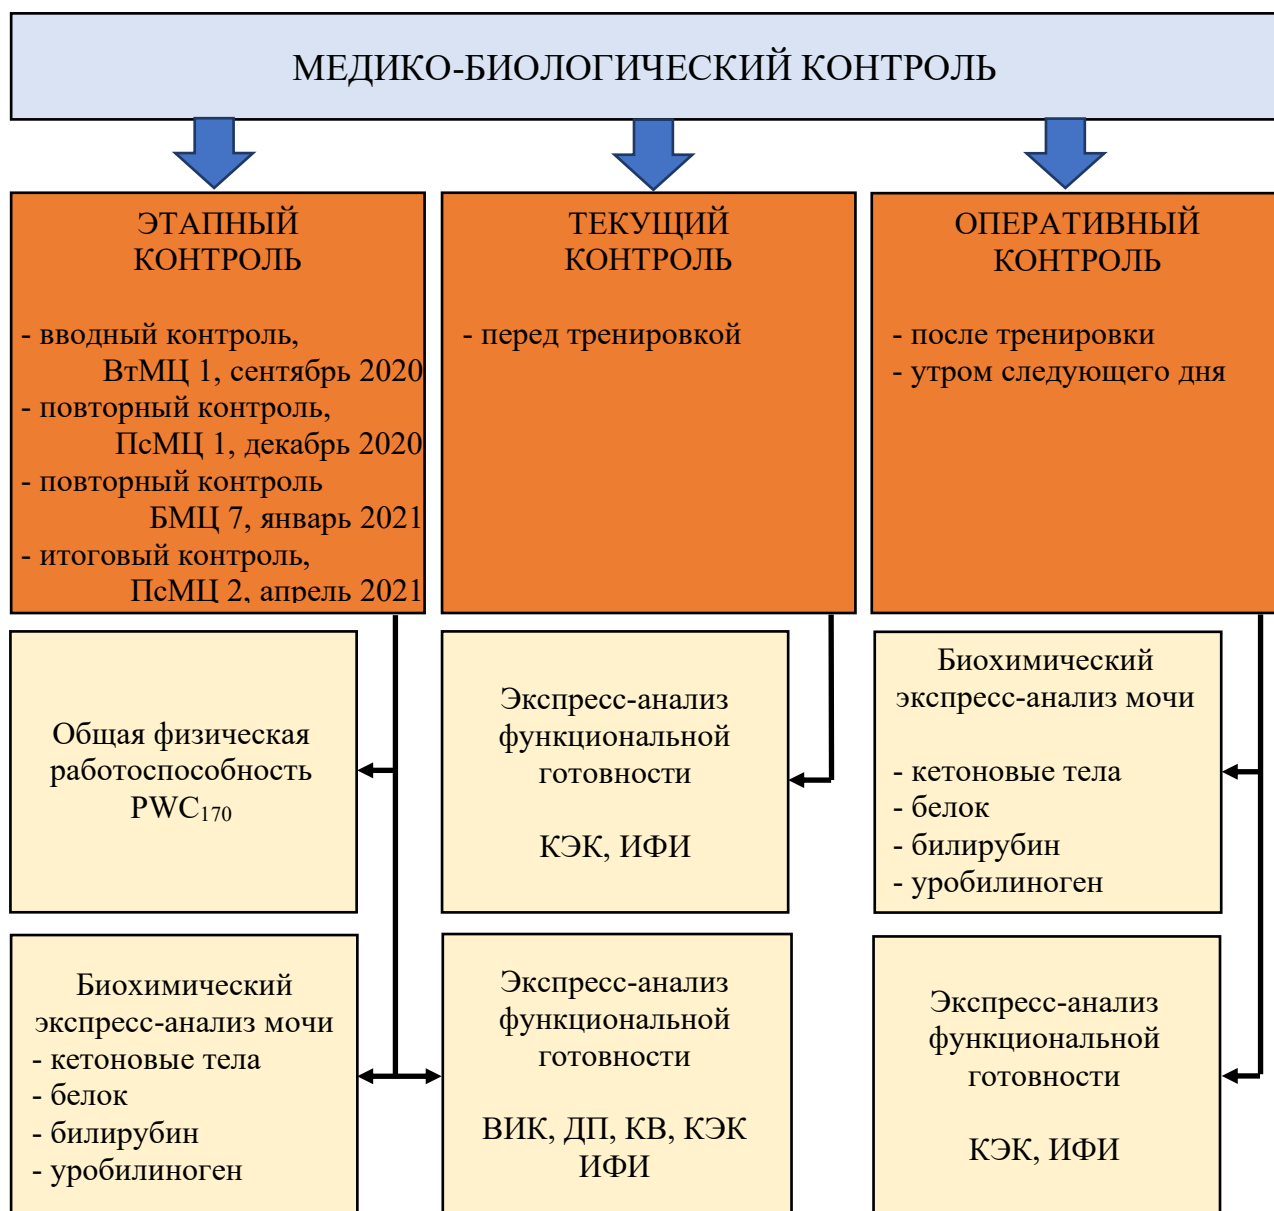 МЕДИКО-БИОЛОГИЧЕСКИЙ КОНТРОЛЬ
ЭТАПНЫЙ
КОНТРОЛЬ
- вводный контроль,
ВтМЦ 1, сентябрь 2020
- повторный контроль,
ПсМЦ 1, декабрь 2020
- повторный контроль
БМЦ 7, январь 2021
- итоговый контроль,
ПсМЦ 2, апрель 2021
ТЕКУЩИЙ
КОНТРОЛЬ
- перед тренировкой
ОПЕРАТИВНЫЙ
КОНТРОЛЬ
- после тренировки
- утром следующего дня
Общая физическая
работоспособность
PWC₁₇₀
Экспресс-анализ
функциональной
готовности
КЭК, ИФИ
Биохимический
экспресс-анализ мочи
- кетоновые тела
- белок
- билирубин
- уробилиноген
Биохимический
экспресс-анализ мочи
- кетоновые тела
- белок
- билирубин
- уробилиноген
Экспресс-анализ
функциональной
готовности
ВИК, ДП, КВ, КЭК
ИФИ
Экспресс-анализ
функциональной
готовности
КЭК, ИФИ